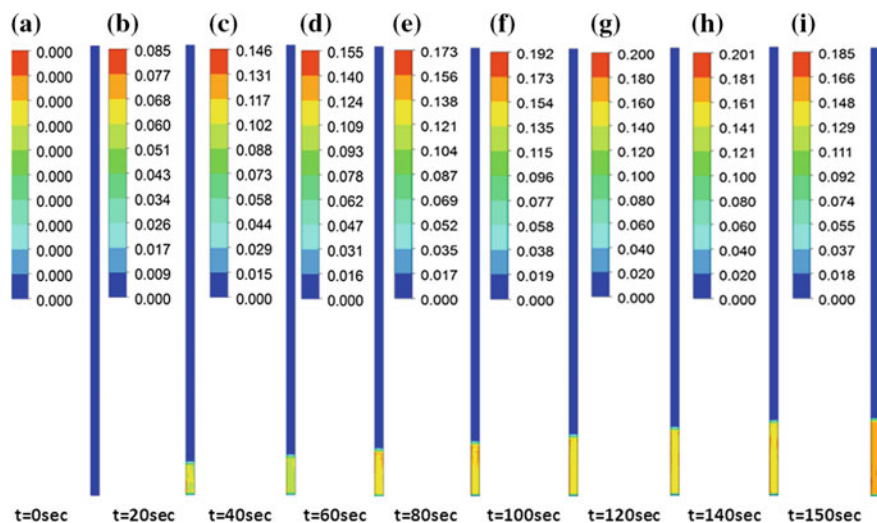 (a) (b) (c) (d) (e) (f) (g) (h) (i)
0.000 0.085 0.146 0.155 0.173 0.192 0.200 0.201 0.185
0.000 0.077 0.131 0.140 0.156 0.173 0.180 0.181 0.166
0.000 0.068 0.117 0.124 0.138 0.154 0.160 0.161 0.148
0.000 0.060 0.102 0.109 0.121 0.135 0.140 0.141 0.129
0.000 0.051 0.088 0.093 0.104 0.115 0.120 0.121 0.111
0.000 0.043 0.073 0.078 0.087 0.096 0.100 0.100 0.092
0.000 0.034 0.058 0.062 0.069 0.077 0.080 0.080 0.074
0.000 0.026 0.044 0.047 0.052 0.058 0.060 0.060 0.055
0.000 0.017 0.029 0.031 0.035 0.038 0.040 0.040 0.037
0.000 0.009 0.015 0.016 0.017 0.019 0.020 0.020 0.018
0.000 0.000 0.000 0.000 0.000 0.000 0.000 0.000 0.000
t=0sec t=20sec t=40sec t=60sec t=80sec t=100sec t=120sec t=140sec t=150sec